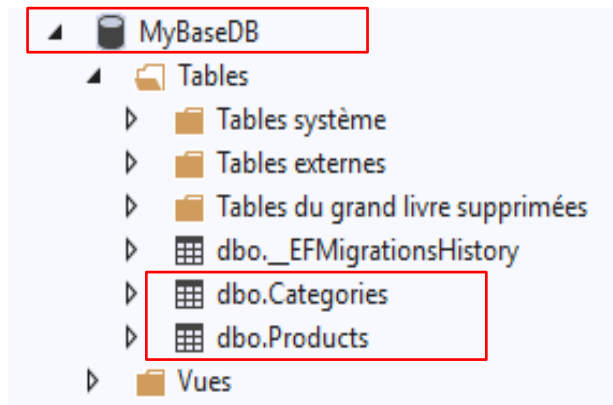 MyBaseDB
Tables
Tables système
Tables externes
Tables du grand livre supprimées
dbo.__EFMigrationsHistory
dbo.Categories
dbo.Products
Vues